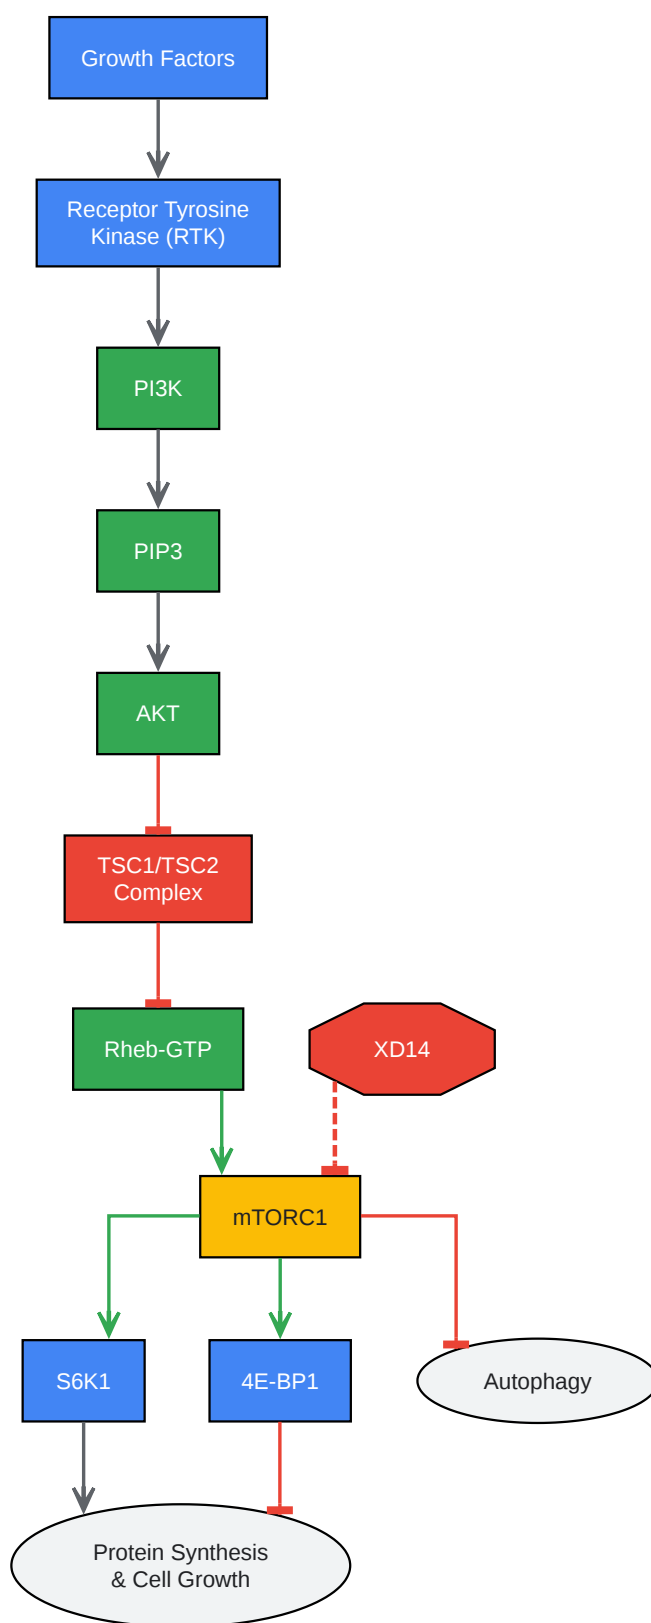 Growth Factors
Receptor Tyrosine
Kinase (RTK)
PI3K
PIP3
AKT
TSC1/TSC2
Complex
Rheb-GTP
XD14
mTORC1
S6K1
4E-BP1
Autophagy
Protein Synthesis
& Cell Growth